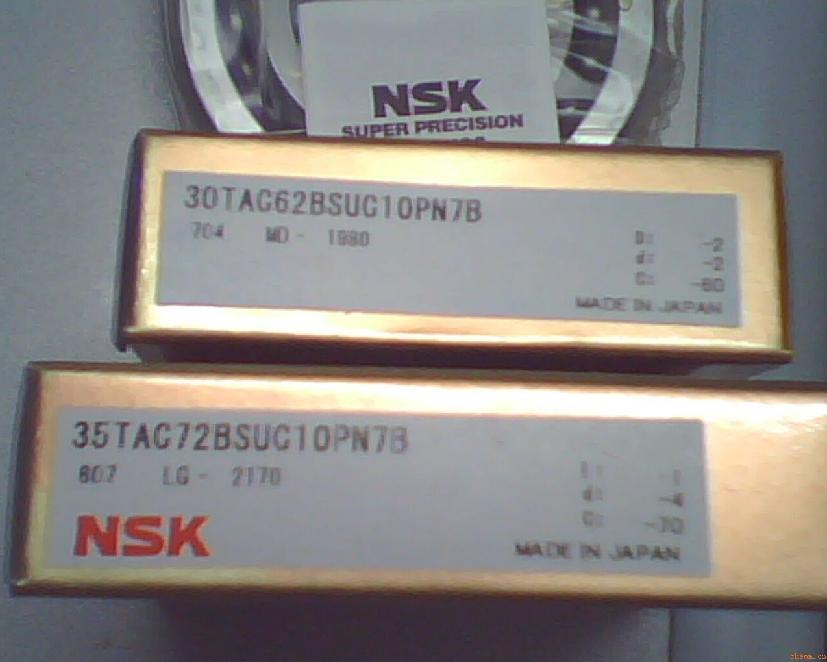 NSK
SUPER PRECISION
30TAC62BSUC10PN7B
704 MD - 1980
D: -2
d: -2
C: -60
MADE IN JAPAN
35TAC72BSUC10PN7B
807 LG - 2170
d: -4
C: -70
NSK
MADE IN JAPAN